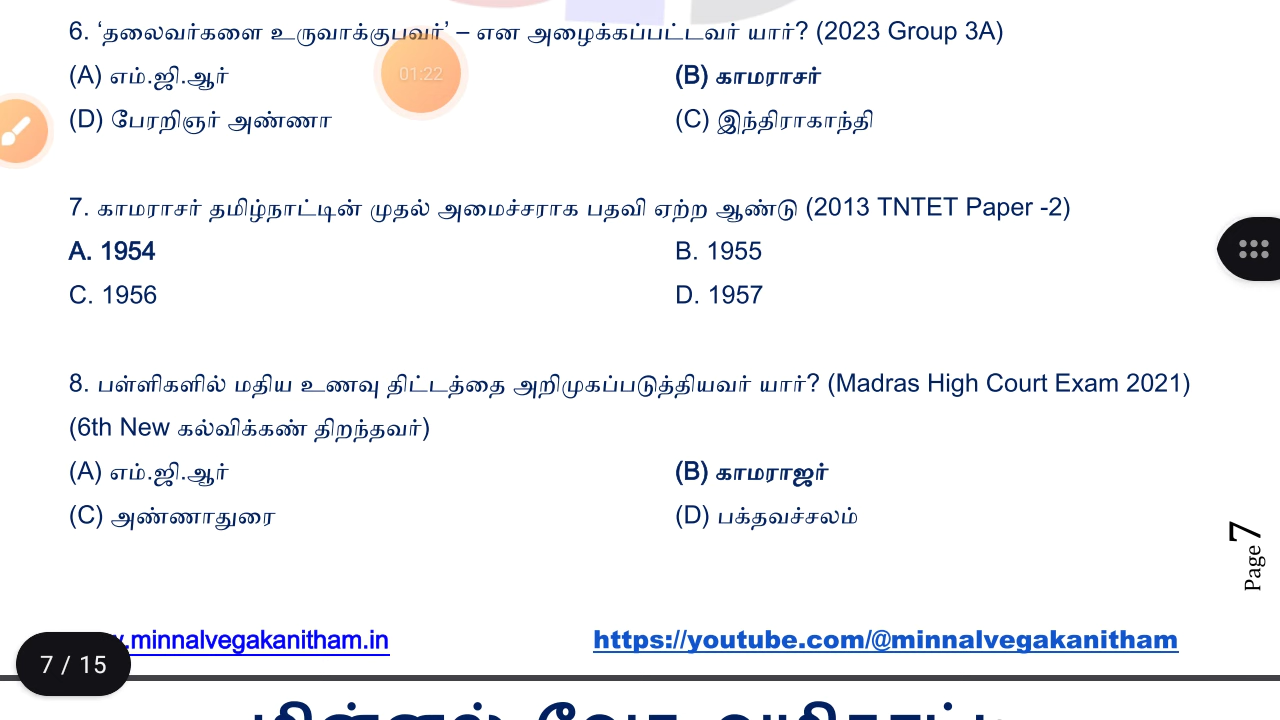 6. ‘தலைவர்களை உருவாக்குபவர்’ – என அழைக்கப்பட்டவர் யார்? (2023 Group 3A)
01:22
(A) எம்.ஜி.ஆர் (B) காமராசர்
(D) பேரறிஞர் அண்ணா (C) இந்திராகாந்தி
7. காமராசர் தமிழ்நாட்டின் முதல் அமைச்சராக பதவி ஏற்ற ஆண்டு (2013 TNTET Paper -2)
A. 1954 B. 1955
C. 1956 D. 1957
8. பள்ளிகளில் மதிய உணவு திட்டத்தை அறிமுகப்படுத்தியவர் யார்? (Madras High Court Exam 2021)
(6th New கல்விக்கண் திறந்தவர்)
(A) எம்.ஜி.ஆர் (B) காமராஜர்
(C) அண்ணாதுரை (D) பக்தவச்சலம்
Page 7
.minnalvegakanitham.in https://youtube.com/@minnalvegakanitham
7 / 15